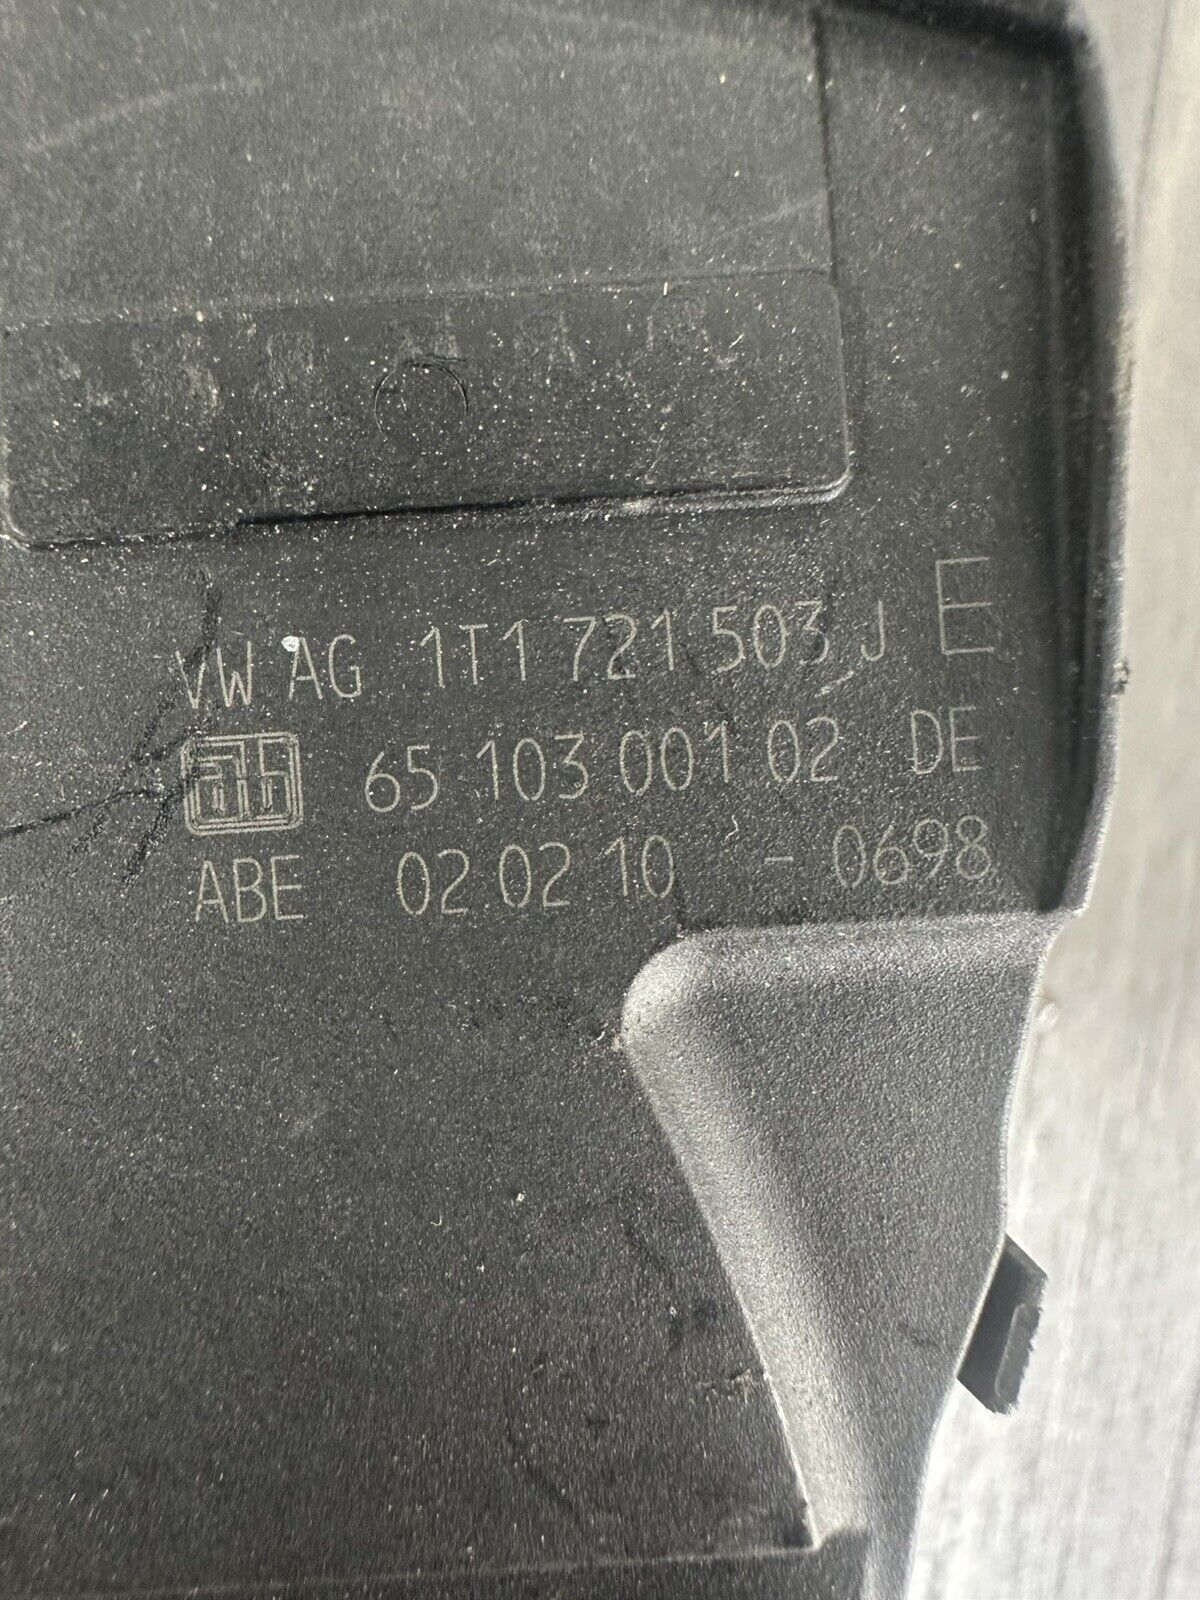 VW AG 1T1 721 503 J E
65 103 001 02 DE
ABE 02 02 10 - 0698